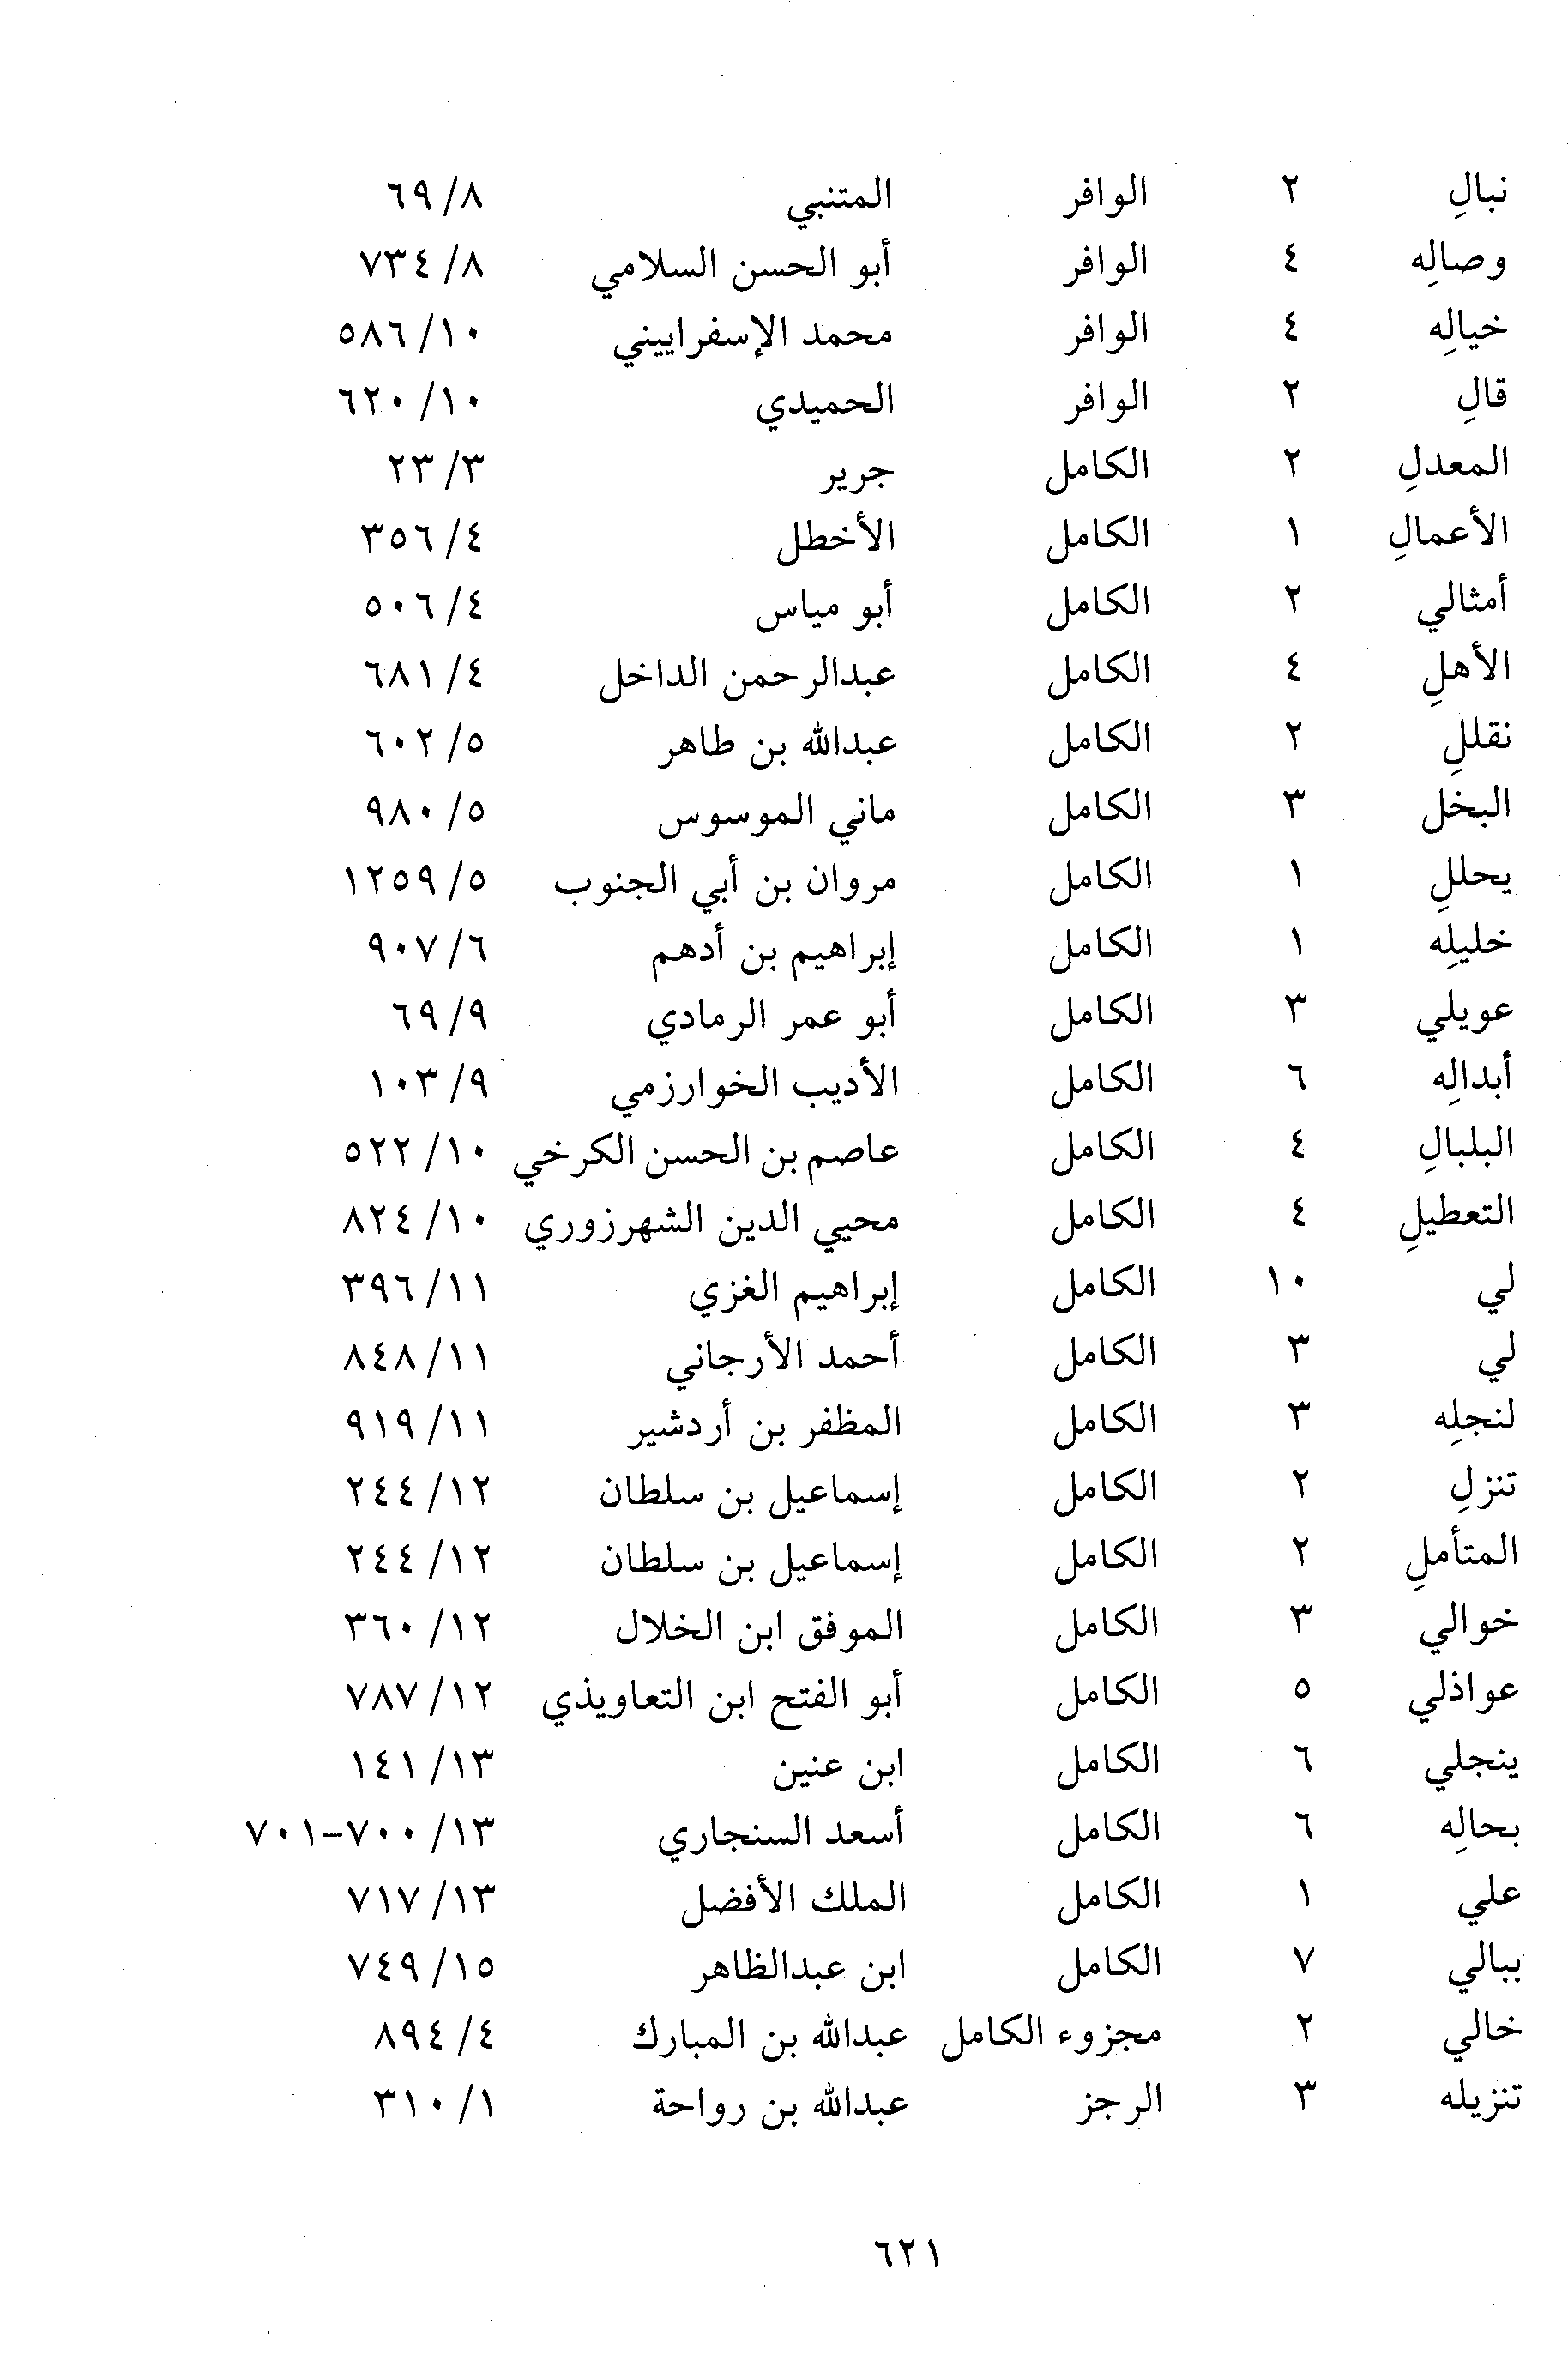 نبالِ ٢ الوافر المتنبي ٨/ ٦٩
وصالِه ٤ الوافر أبو الحسن السلامي ٨/ ٧٣٤
خيالِه ٤ الوافر محمد الإسفراييني ١٠/ ٥٨٦
قالِ ٢ الوافر الحميدي ١٠/ ٦٢٠
المعدلِ ٢ الكامل جرير ٣/ ٢٣
الأعمالِ ١ الكامل الأخطل ٤/ ٣٥٦
أمثالي ٢ الكامل أبو مياس ٤/ ٥٠٦
الأهلِ ٤ الكامل عبدالرحمن الداخل ٤/ ٦٨١
نقللِ ٢ الكامل عبدالله بن طاهر ٥/ ٦٠٢
البخل ٣ الكامل ماني الموسوس ٥/ ٩٨٠
يحللِ ١ الكامل مروان بن أبي الجنوب ٥/ ١٢٥٩
خليلِه ١ الكامل إبراهيم بن أدهم ٦/ ٩٠٧
عويلي ٣ الكامل أبو عمر الرمادي ٩/ ٦٩
أبدالِه ٦ الكامل الأديب الخوارزمي ٩/ ١٠٣
البلبالِ ٤ الكامل عاصم بن الحسن الكرخي ١٠/ ٥٢٢
التعطيلِ ٤ الكامل محيي الدين الشهرزوري ١٠/ ٨٢٤
لي ١٠ الكامل إبراهيم الغزي ١١/ ٣٩٦
لي ٣ الكامل أحمد الأرجاني ١١/ ٨٤٨
لنجلِه ٣ الكامل المظفر بن أردشير ١١/ ٩١٩
تنزلِ ٢ الكامل إسماعيل بن سلطان ١٢/ ٢٤٤
المتأملِ ٢ الكامل إسماعيل بن سلطان ١٢/ ٢٤٤
خوالي ٣ الكامل الموفق ابن الخلال ١٢/ ٣٦٠
عواذلي ٥ الكامل أبو الفتح ابن التعاويذي ١٢/ ٧٨٧
ينجلي ٦ الكامل ابن عنين ١٣/ ١٤١
بحالِه ٦ الكامل أسعد السنجاري ١٣/ ٧٠٠-٧٠١
علي ١ الكامل الملك الأفضل ١٣/ ٧١٧
ببالي ٧ الكامل ابن عبدالظاهر ١٥/ ٧٤٩
خالي ٢ مجزوء الكامل عبدالله بن المبارك ٤/ ٨٩٤
تنزيله ٣ الرجز عبدالله بن رواحة ١/ ٣١٠
٦٢١